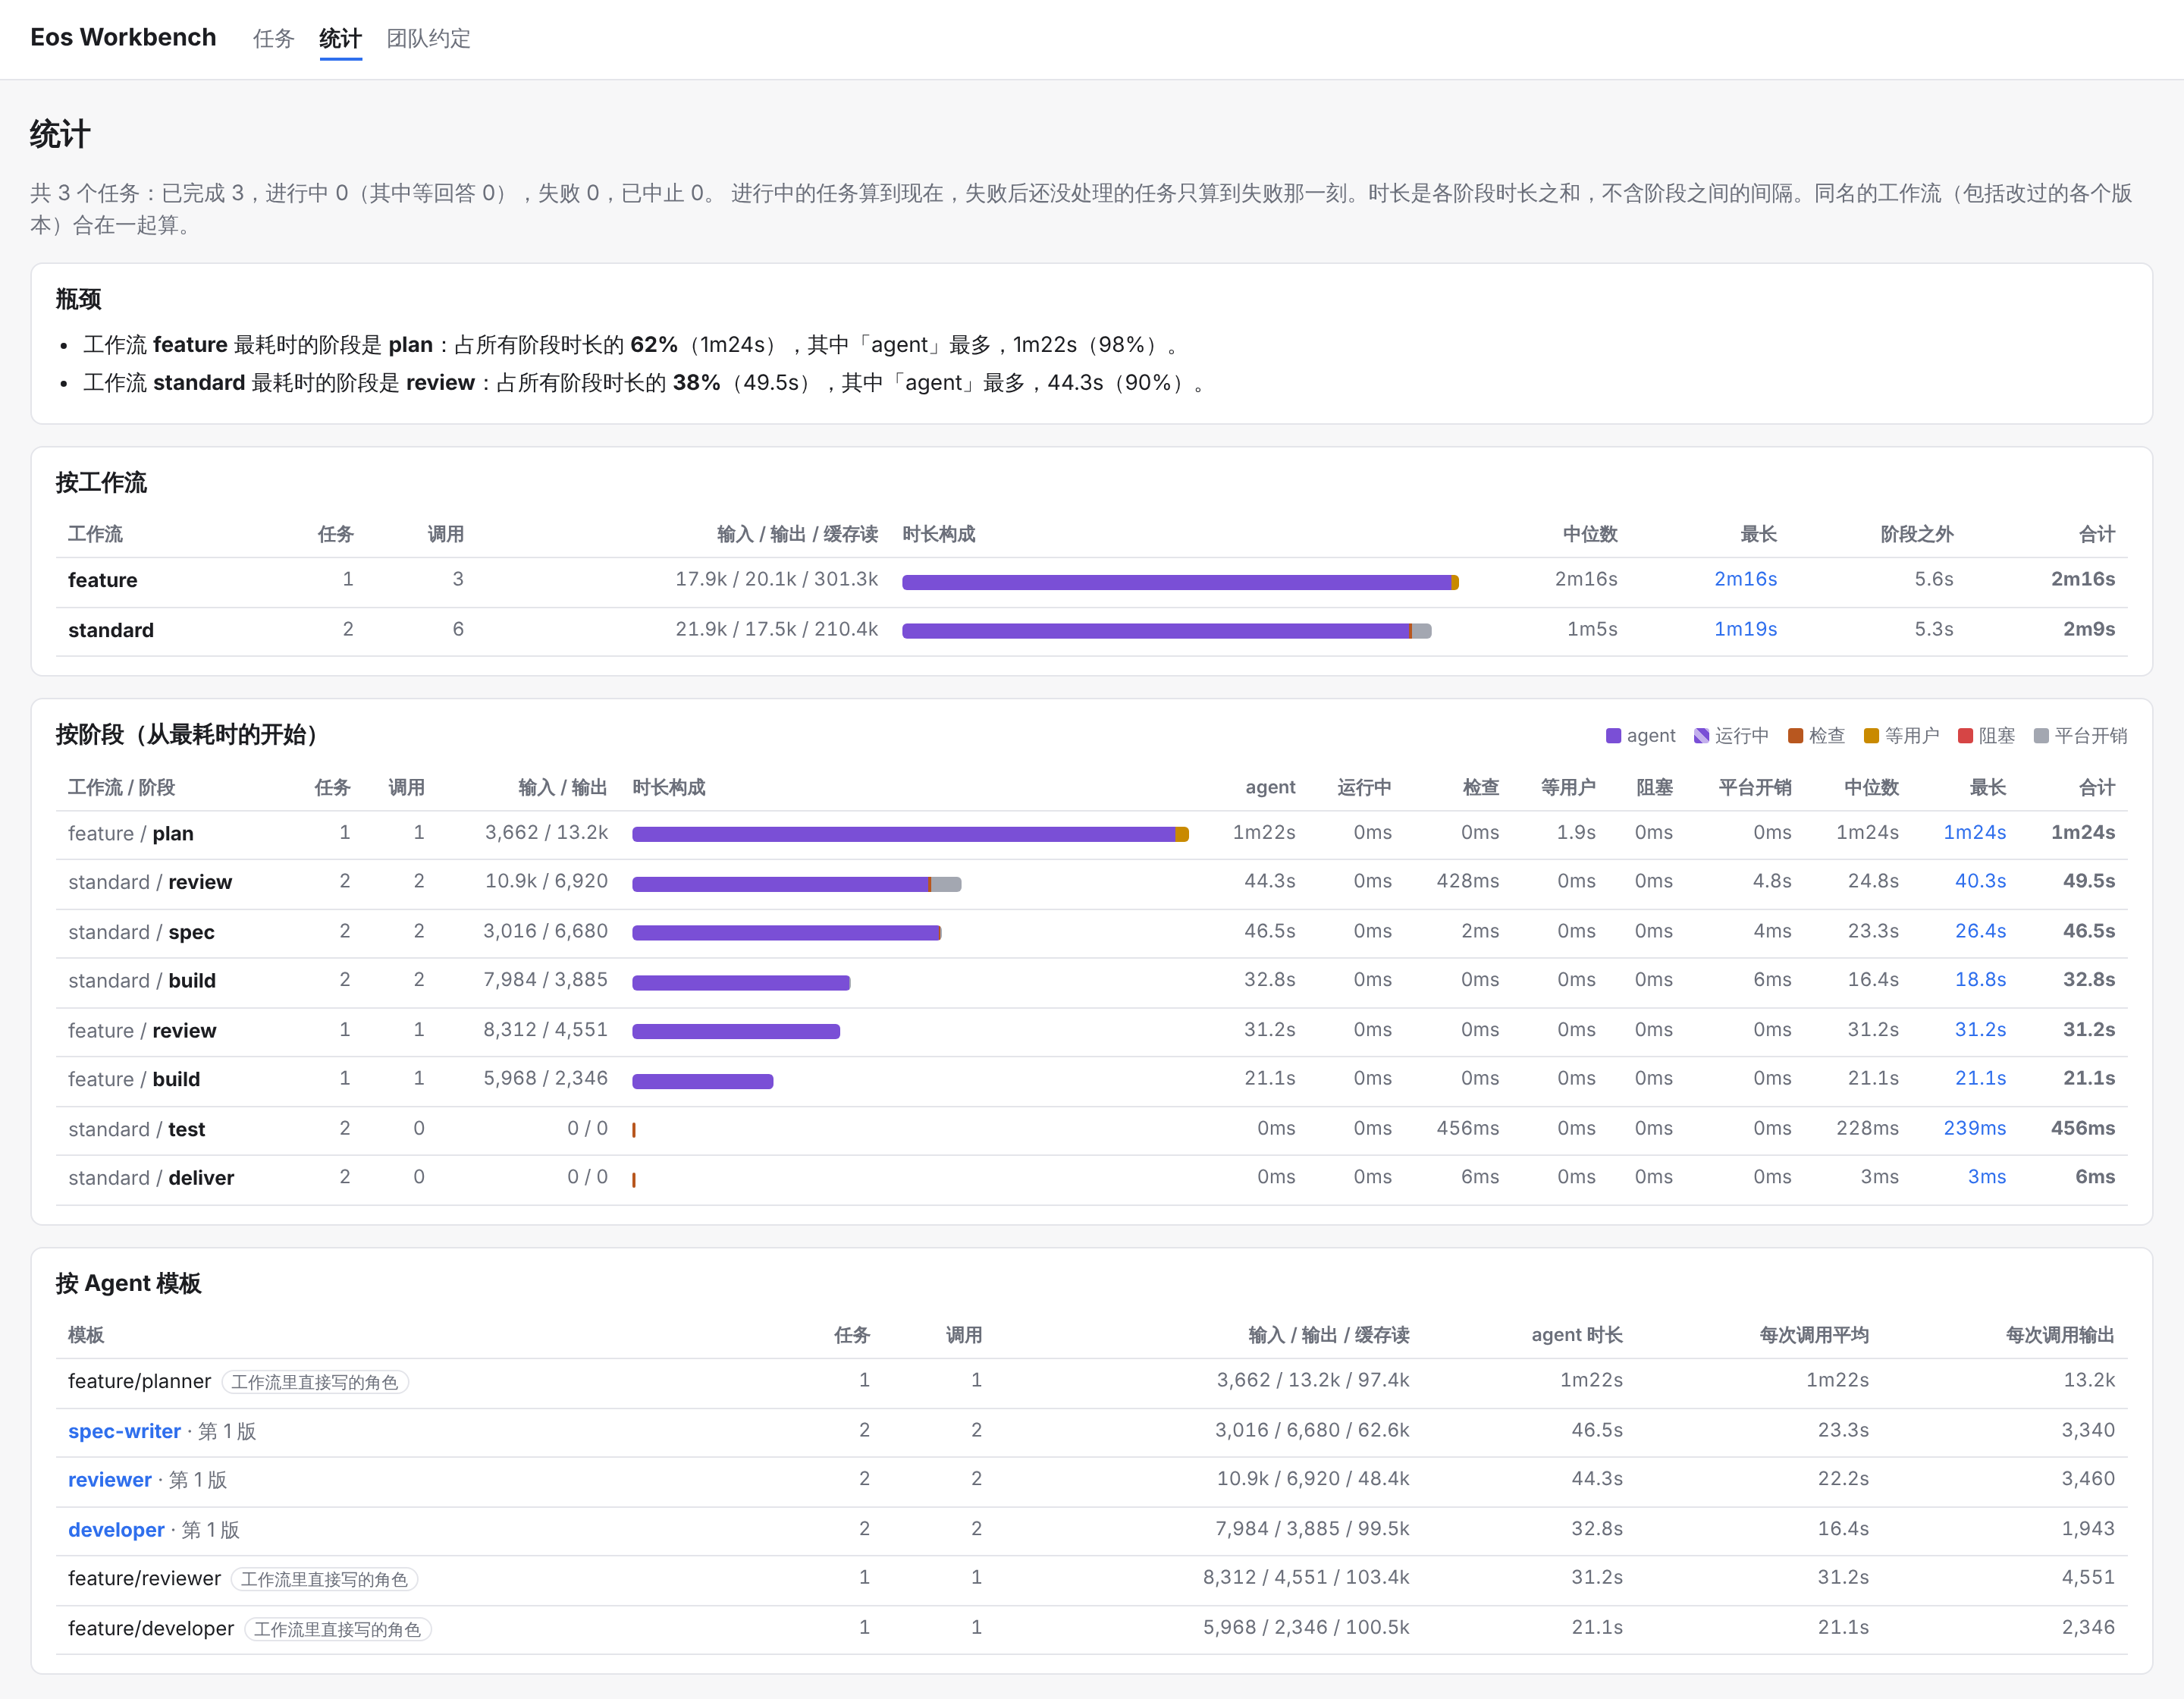 Eos Workbench 任务 统计 团队约定
统计
共 3 个任务：已完成 3，进行中 0（其中等回答 0），失败 0，已中止 0。 进行中的任务算到现在，失败后还没处理的任务只算到失败那一刻。时长是各阶段时长之和，不含阶段之间的间隔。同名的工作流（包括改过的各个版
本）合在一起算。
瓶颈
• 工作流 feature 最耗时的阶段是 plan：占所有阶段时长的 62%（1m24s），其中「agent」最多，1m22s（98%）。
• 工作流 standard 最耗时的阶段是 review：占所有阶段时长的 38%（49.5s），其中「agent」最多，44.3s（90%）。
按工作流
工作流 任务 调用 输入 / 输出 / 缓存读 时长构成 中位数 最长 阶段之外 合计
feature 1 3 17.9k / 20.1k / 301.3k 2m16s 2m16s 5.6s 2m16s
standard 2 6 21.9k / 17.5k / 210.4k 1m5s 1m19s 5.3s 2m9s
按阶段（从最耗时的开始） agent 运行中 检查 等用户 阻塞 平台开销
工作流 / 阶段 任务 调用 输入 / 输出 时长构成 agent 运行中 检查 等用户 阻塞 平台开销 中位数 最长 合计
feature / plan 1 1 3,662 / 13.2k 1m22s 0ms 0ms 1.9s 0ms 0ms 1m24s 1m24s 1m24s
standard / review 2 2 10.9k / 6,920 44.3s 0ms 428ms 0ms 0ms 4.8s 24.8s 40.3s 49.5s
standard / spec 2 2 3,016 / 6,680 46.5s 0ms 2ms 0ms 0ms 4ms 23.3s 26.4s 46.5s
standard / build 2 2 7,984 / 3,885 32.8s 0ms 0ms 0ms 0ms 6ms 16.4s 18.8s 32.8s
feature / review 1 1 8,312 / 4,551 31.2s 0ms 0ms 0ms 0ms 0ms 31.2s 31.2s 31.2s
feature / build 1 1 5,968 / 2,346 21.1s 0ms 0ms 0ms 0ms 0ms 21.1s 21.1s 21.1s
standard / test 2 0 0 / 0 0ms 0ms 456ms 0ms 0ms 0ms 228ms 239ms 456ms
standard / deliver 2 0 0 / 0 0ms 0ms 6ms 0ms 0ms 0ms 3ms 3ms 6ms
按 Agent 模板
模板 任务 调用 输入 / 输出 / 缓存读 agent 时长 每次调用平均 每次调用输出
feature/planner 工作流里直接写的角色 1 1 3,662 / 13.2k / 97.4k 1m22s 1m22s 13.2k
spec-writer · 第 1 版 2 2 3,016 / 6,680 / 62.6k 46.5s 23.3s 3,340
reviewer · 第 1 版 2 2 10.9k / 6,920 / 48.4k 44.3s 22.2s 3,460
developer · 第 1 版 2 2 7,984 / 3,885 / 99.5k 32.8s 16.4s 1,943
feature/reviewer 工作流里直接写的角色 1 1 8,312 / 4,551 / 103.4k 31.2s 31.2s 4,551
feature/developer 工作流里直接写的角色 1 1 5,968 / 2,346 / 100.5k 21.1s 21.1s 2,346